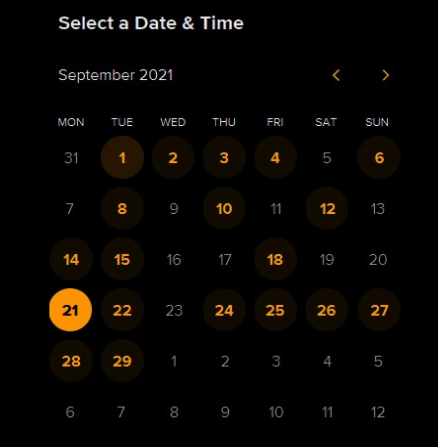 Select a Date & Time
September 2021
MON TUE WED THU FRI SAT SUN
31 1 2 3 4 5 6
7 8 9 10 11 12 13
14 15 16 17 18 19 20
21 22 23 24 25 26 27
28 29 1 2 3 4 5
6 7 8 9 10 11 12